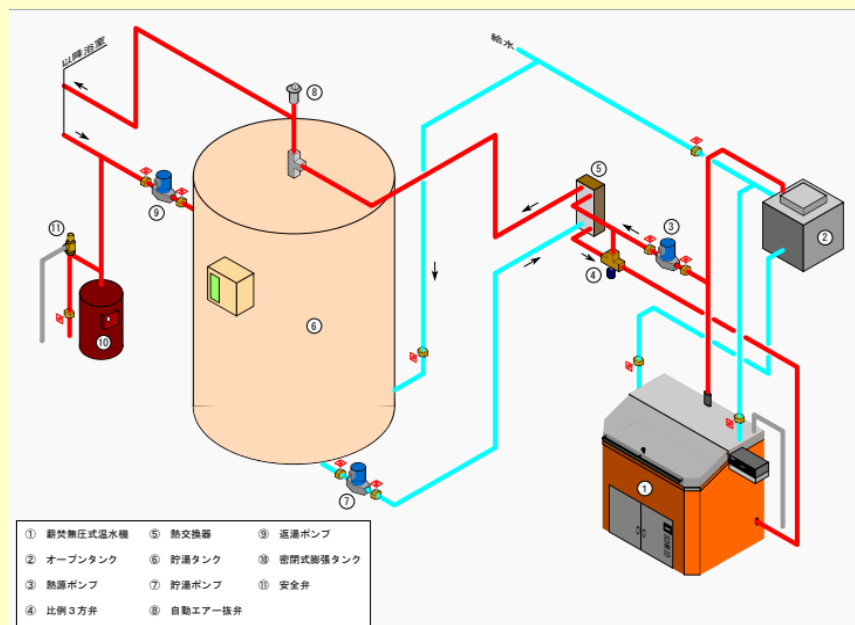 給水
以降浴室
⑧
⑤
⑨
③
②
⑪
④
⑥
⑩
⑦
①
① 薪焚無圧式温水機 ⑤ 熱交換器 ⑨ 返湯ポンプ
② オープンタンク ⑥ 貯湯タンク ⑩ 密閉式膨張タンク
③ 熱源ポンプ ⑦ 貯湯ポンプ ⑪ 安全弁
④ 比例3方弁 ⑧ 自動エアー抜弁